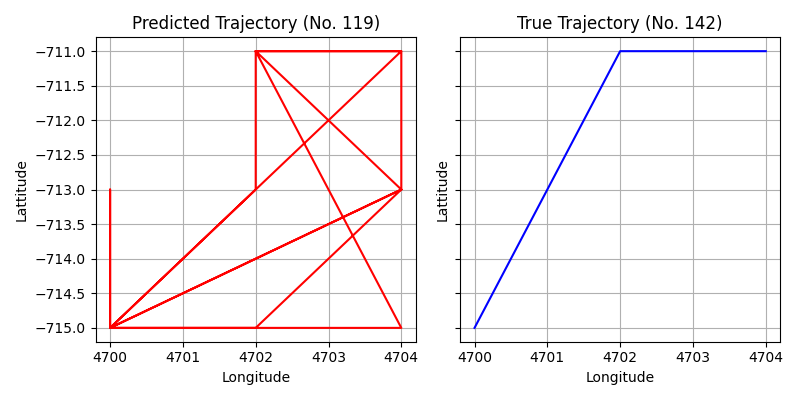 Predicted Trajectory (No. 119)
Lattitude
−711.0
−711.5
−712.0
−712.5
−713.0
−713.5
−714.0
−714.5
−715.0
4700 4701 4702 4703 4704
Longitude
True Trajectory (No. 142)
Lattitude
4700 4701 4702 4703 4704
Longitude